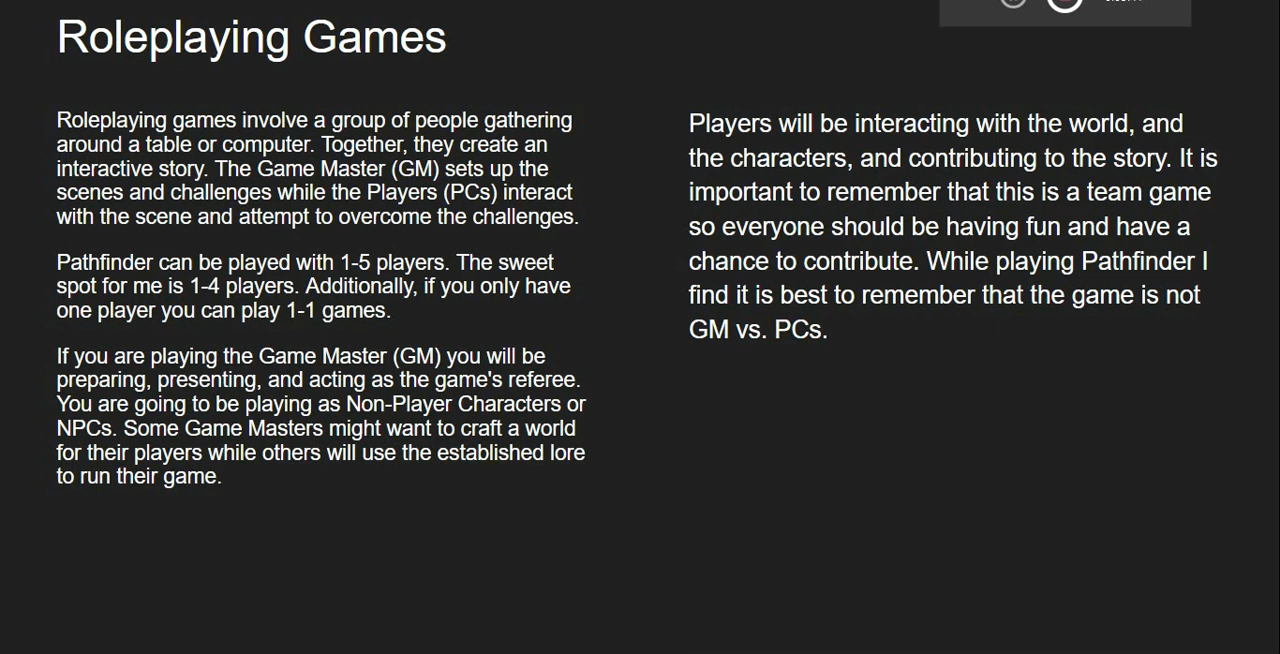 Roleplaying Games
Roleplaying games involve a group of people gathering
around a table or computer. Together, they create an
interactive story. The Game Master (GM) sets up the
scenes and challenges while the Players (PCs) interact
with the scene and attempt to overcome the challenges.
Pathfinder can be played with 1-5 players. The sweet
spot for me is 1-4 players. Additionally, if you only have
one player you can play 1-1 games.
If you are playing the Game Master (GM) you will be
preparing, presenting, and acting as the game's referee.
You are going to be playing as Non-Player Characters or
NPCs. Some Game Masters might want to craft a world
for their players while others will use the established lore
to run their game.
Players will be interacting with the world, and
the characters, and contributing to the story. It is
important to remember that this is a team game
so everyone should be having fun and have a
chance to contribute. While playing Pathfinder I
find it is best to remember that the game is not
GM vs. PCs.